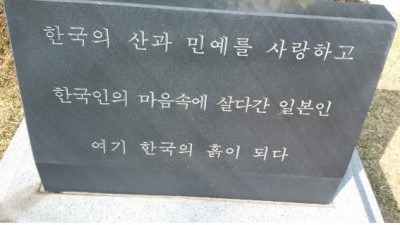 한국의 산과 민예를 사랑하고
한국인의 마음속에 살다간 일본인
여기 한국의 흙이 되다